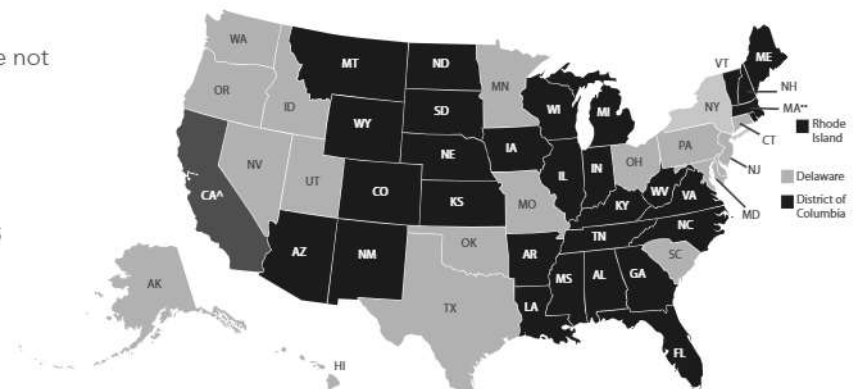 e not
s
WA
OR
CA^
NV
ID
MT
WY
UT
AZ
CO
NM
ND
SD
NE
KS
OK
TX
MN
IA
MO
AR
LA
WI
IL
MS
MI
IN
KY
TN
AL
OH
WV
VA
NC
SC
GA
FL
PA
NY
VT
ME
NH
MA**
CT
NJ
MD
AK
HI
Rhode
Island
Delaware
District of
Columbia